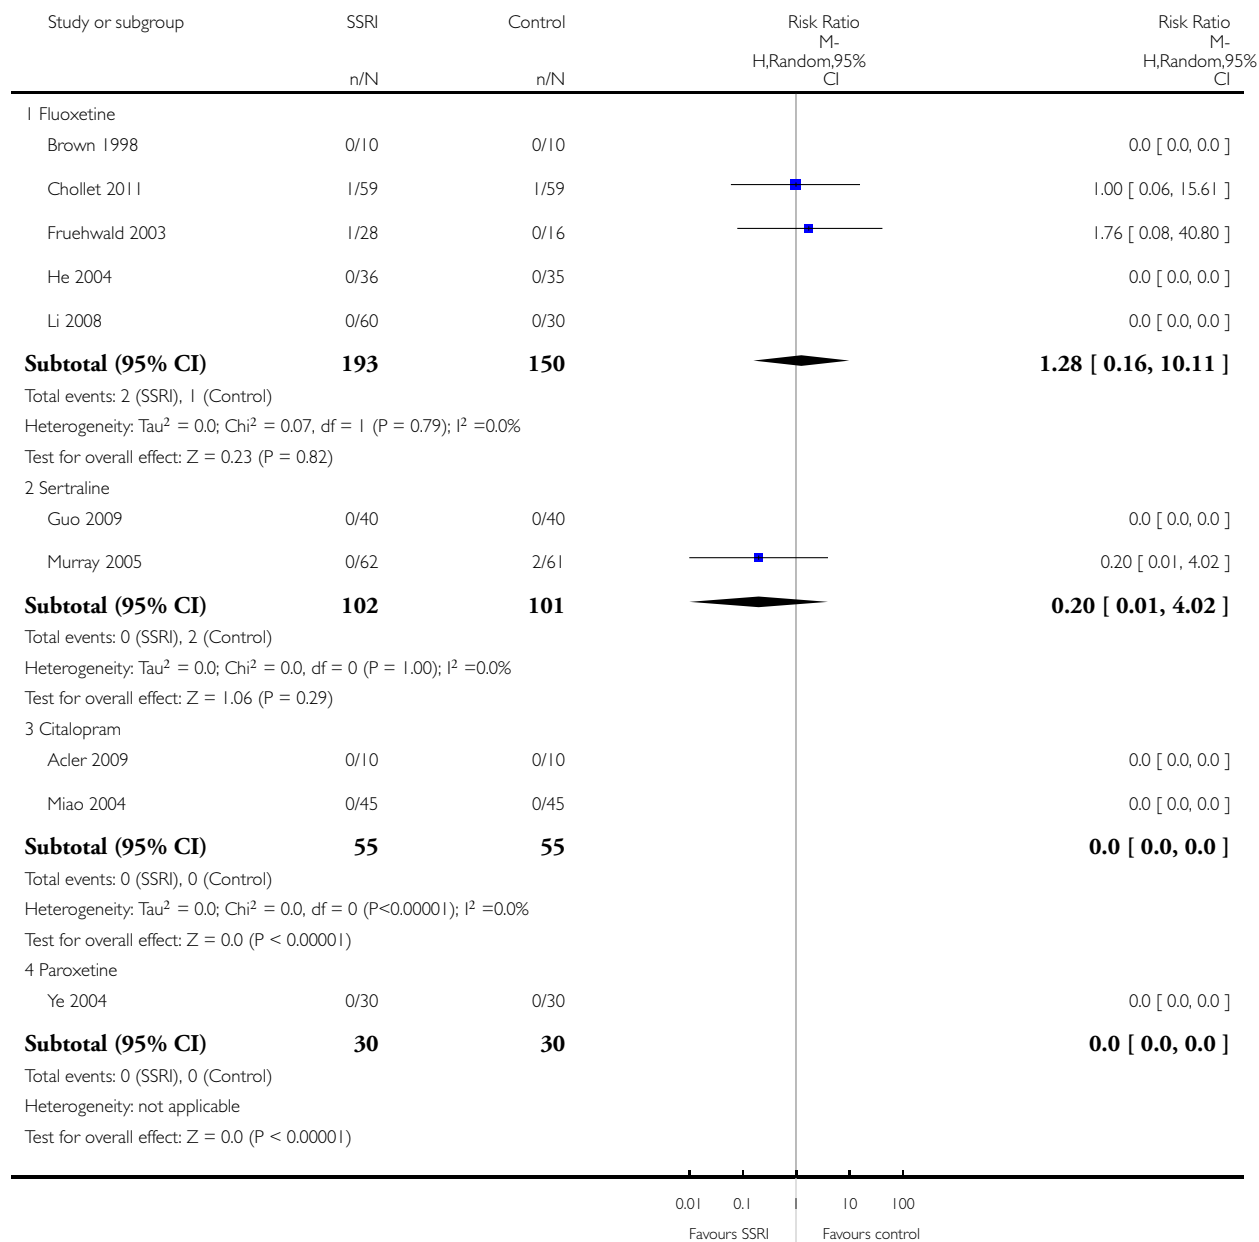 Study or subgroup SSRI Control Risk Ratio Risk Ratio
M- M-
H,Random,95% H,Random,95%
n/N n/N CI CI
1 Fluoxetine
Brown 1998 0/10 0/10 0.0 [ 0.0, 0.0 ]
Chollet 2011 1/59 1/59 1.00 [ 0.06, 15.61 ]
Fruehwald 2003 1/28 0/16 1.76 [ 0.08, 40.80 ]
He 2004 0/36 0/35 0.0 [ 0.0, 0.0 ]
Li 2008 0/60 0/30 0.0 [ 0.0, 0.0 ]
Subtotal (95% CI) 193 150 1.28 [ 0.16, 10.11 ]
Total events: 2 (SSRI), 1 (Control)
Heterogeneity: Tau² = 0.0; Chi² = 0.07, df = 1 (P = 0.79); I² =0.0%
Test for overall effect: Z = 0.23 (P = 0.82)
2 Sertraline
Guo 2009 0/40 0/40 0.0 [ 0.0, 0.0 ]
Murray 2005 0/62 2/61 0.20 [ 0.01, 4.02 ]
Subtotal (95% CI) 102 101 0.20 [ 0.01, 4.02 ]
Total events: 0 (SSRI), 2 (Control)
Heterogeneity: Tau² = 0.0; Chi² = 0.0, df = 0 (P = 1.00); I² =0.0%
Test for overall effect: Z = 1.06 (P = 0.29)
3 Citalopram
Acler 2009 0/10 0/10 0.0 [ 0.0, 0.0 ]
Miao 2004 0/45 0/45 0.0 [ 0.0, 0.0 ]
Subtotal (95% CI) 55 55 0.0 [ 0.0, 0.0 ]
Total events: 0 (SSRI), 0 (Control)
Heterogeneity: Tau² = 0.0; Chi² = 0.0, df = 0 (P<0.00001); I² =0.0%
Test for overall effect: Z = 0.0 (P < 0.00001)
4 Paroxetine
Ye 2004 0/30 0/30 0.0 [ 0.0, 0.0 ]
Subtotal (95% CI) 30 30 0.0 [ 0.0, 0.0 ]
Total events: 0 (SSRI), 0 (Control)
Heterogeneity: not applicable
Test for overall effect: Z = 0.0 (P < 0.00001)
0.01 0.1 1 10 100
Favours SSRI Favours control